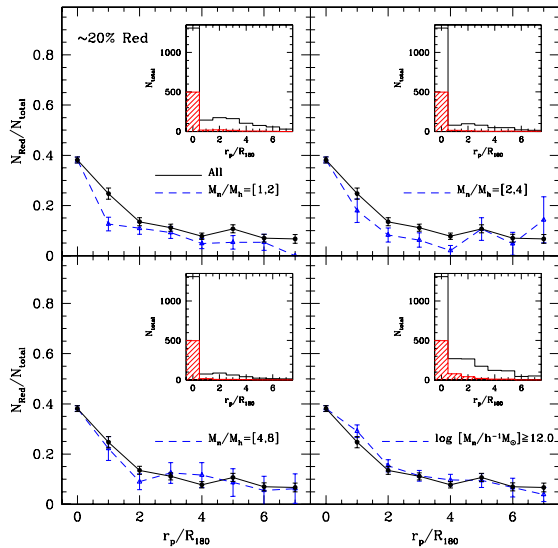 ~20% Red
N_Red/N_total
0.8
0.6
0.4
0.2
0
N_total
1000
500
0
0 2 4 6
r_p/R_180
All
M_n/M_h=[1,2]
N_total
1000
500
0
0 2 4 6
r_p/R_180
M_n/M_h=[2,4]
N_Red/N_total
0.8
0.6
0.4
0.2
0
N_total
1000
500
0
0 2 4 6
r_p/R_180
M_n/M_h=[4,8]
0 2 4 6
r_p/R_180
N_total
1000
500
0
0 2 4 6
r_p/R_180
log [M_n/h⁻¹M_⊙]≥12.0
0 2 4 6
r_p/R_180